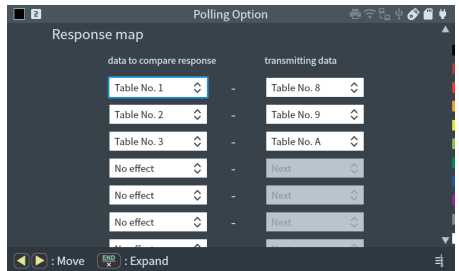 2 Polling Option
Response map
data to compare response transmitting data
Table No. 1 - Table No. 8
Table No. 2 - Table No. 9
Table No. 3 - Table No. A
No effect - Next
No effect - Next
No effect - Next
: Move END × : Expand